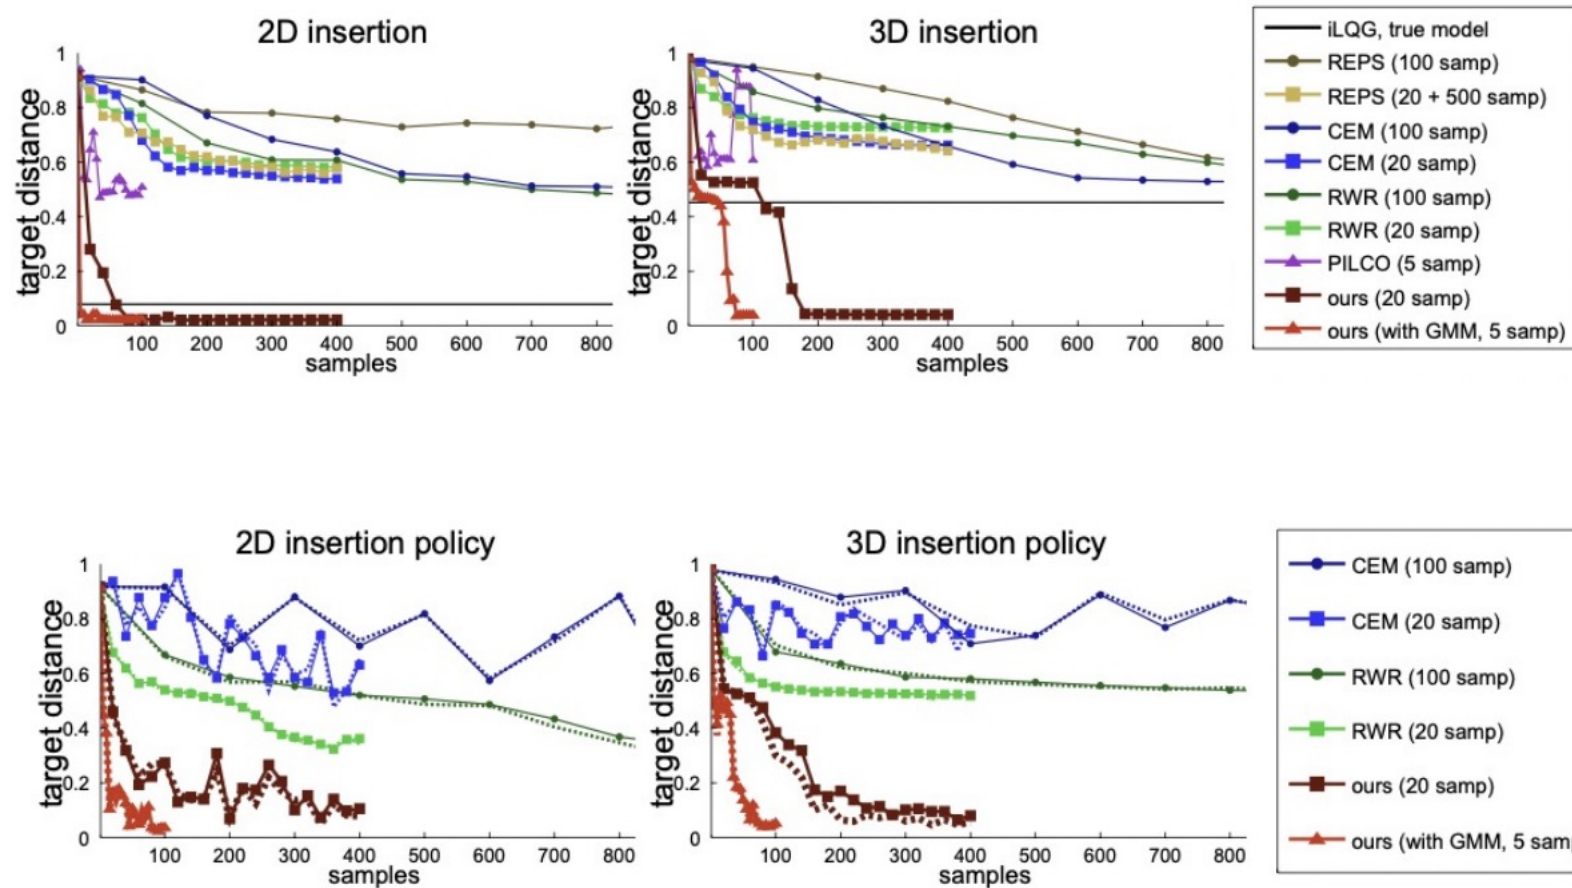 2D insertion
1
0.8
0.6
0.4
0.2
0
target distance
100 200 300 400 500 600 700 800
samples
3D insertion
1
0.8
0.6
0.4
0.2
0
target distance
100 200 300 400 500 600 700 800
samples
iLQG, true model
REPS (100 samp)
REPS (20 + 500 samp)
CEM (100 samp)
CEM (20 samp)
RWR (100 samp)
RWR (20 samp)
PILCO (5 samp)
ours (20 samp)
ours (with GMM, 5 samp)
2D insertion policy
1
0.8
0.6
0.4
0.2
0
target distance
100 200 300 400 500 600 700 800
samples
3D insertion policy
1
0.8
0.6
0.4
0.2
0
target distance
100 200 300 400 500 600 700 800
samples
CEM (100 samp)
CEM (20 samp)
RWR (100 samp)
RWR (20 samp)
ours (20 samp)
ours (with GMM, 5 samp